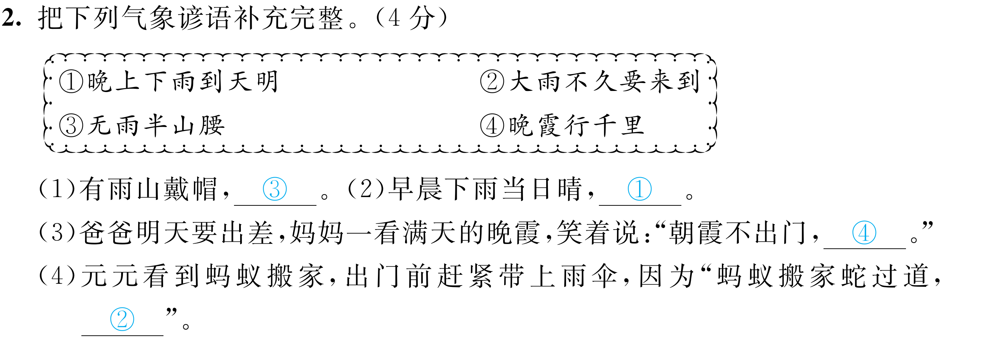 2. 把下列气象谚语补充完整。（4 分）
①晚上下雨到天明 ②大雨不久要来到
③无雨半山腰 ④晚霞行千里
（1）有雨山戴帽，③。（2）早晨下雨当日晴，①。
（3）爸爸明天要出差，妈妈一看满天的晚霞，笑着说：“朝霞不出门，④。”
（4）元元看到蚂蚁搬家，出门前赶紧带上雨伞，因为“蚂蚁搬家蛇过道，
②”。